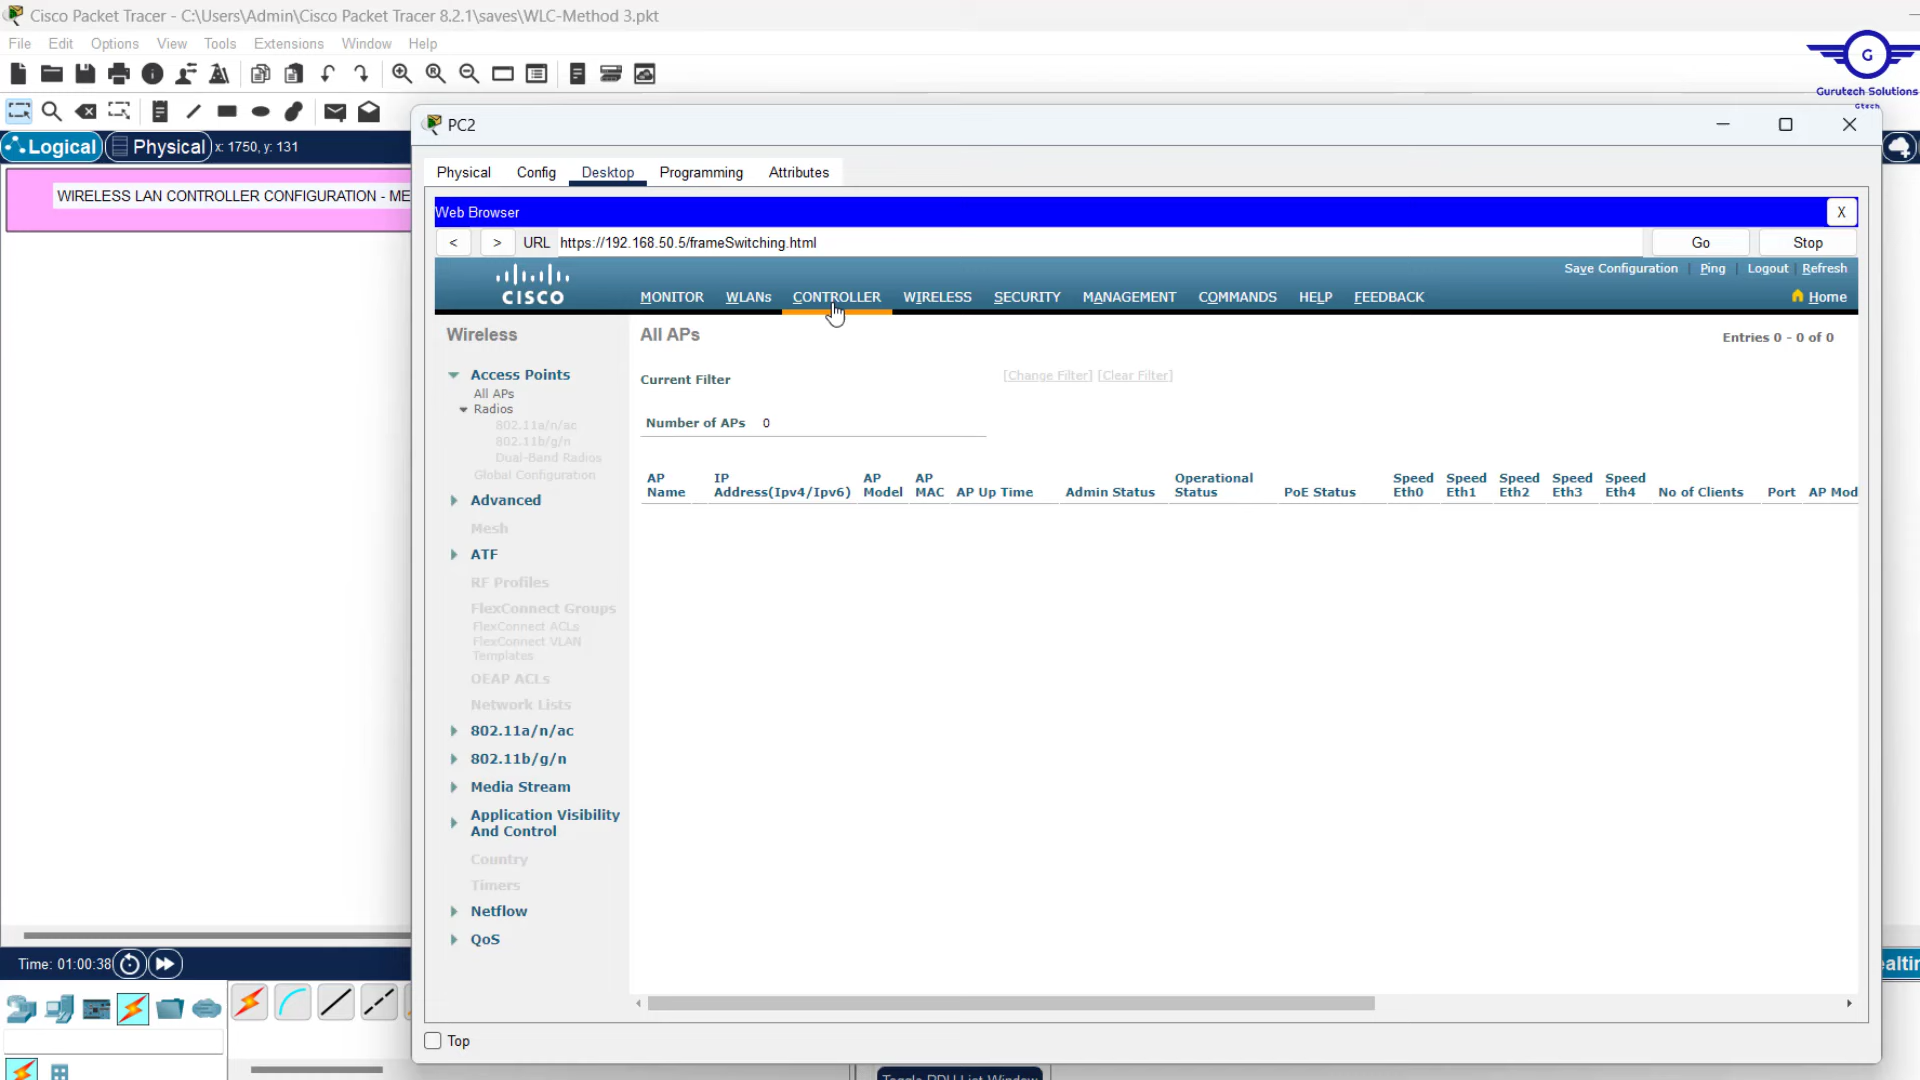 Cisco Packet Tracer - C:\Users\Admin\Cisco Packet Tracer 8.2.1\saves\WLC-Method 3.pkt
File Edit Options View Tools Extensions Window Help
G
Gurutech Solutions
Gtech
PC2
Logical Physical x: 1750, y: 131
Physical Config Desktop Programming Attributes
WIRELESS LAN CONTROLLER CONFIGURATION - ME
Web Browser X
< > URL https://192.168.50.5/frameSwitching.html Go Stop
Save Configuration Ping Logout Refresh
CISCO MONITOR WLANs CONTROLLER WIRELESS SECURITY MANAGEMENT COMMANDS HELP FEEDBACK Home
Wireless
All APs
Entries 0 - 0 of 0
Access Points
All APs
Radios
802.11a/n/ac
802.11b/g/n
Dual-Band Radios
Global Configuration
Advanced
Mesh
ATF
RF Profiles
FlexConnect Groups
FlexConnect ACLs
FlexConnect VLAN
Templates
OEAP ACLs
Network Lists
802.11a/n/ac
802.11b/g/n
Media Stream
Application Visibility
And Control
Country
Timers
Netflow
QoS
Current Filter [Change Filter] [Clear Filter]
Number of APs 0
AP Name IP Address(Ipv4/Ipv6) AP Model AP MAC AP Up Time Admin Status Operational Status PoE Status Speed Eth0 Speed Eth1 Speed Eth2 Speed Eth3 Speed Eth4 No of Clients Port AP Mod
Time: 01:00:38
ealtin
Top
Toggle PDU List Window